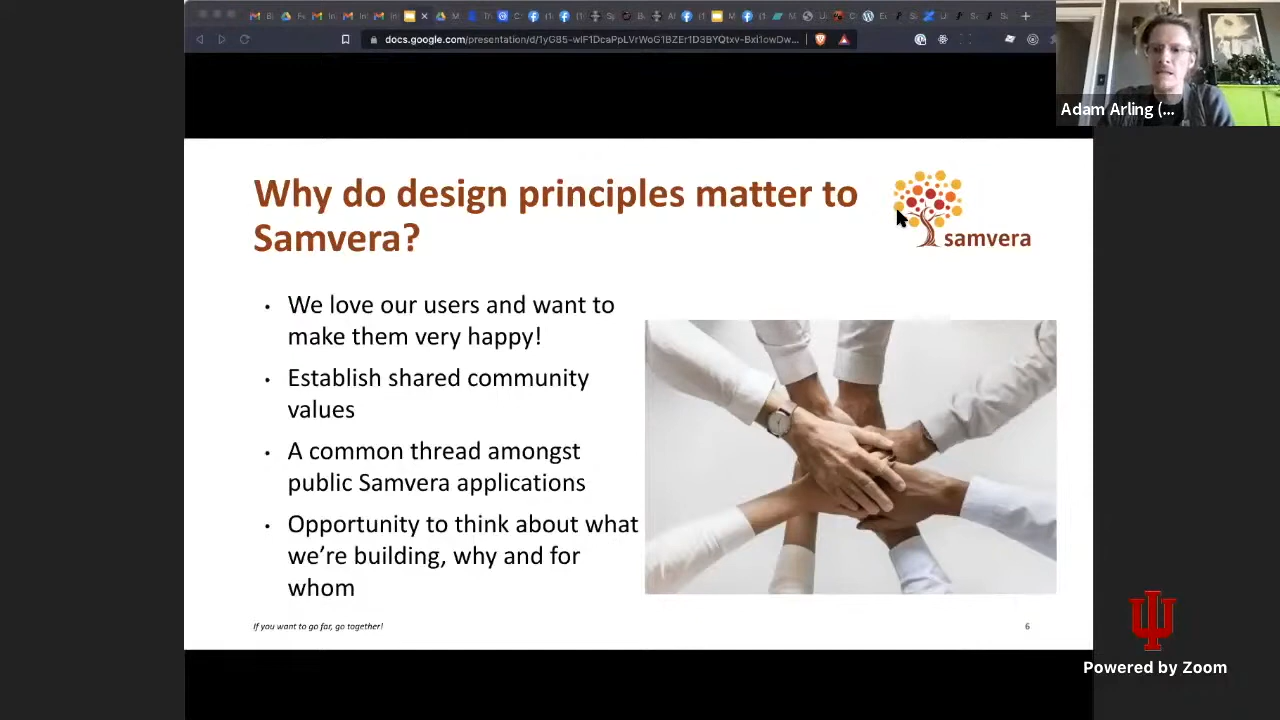 docs.google.com/presentation/d/1yG85-wIF1DcaPpLVrWoG1BZEr1D3BYQtxv-Bxi1owDw...
Adam Arling (...
Why do design principles matter to
Samvera?
samvera
• We love our users and want to
make them very happy!
• Establish shared community
values
• A common thread amongst
public Samvera applications
• Opportunity to think about what
we’re building, why and for
whom
If you want to go far, go together!
6
Powered by Zoom